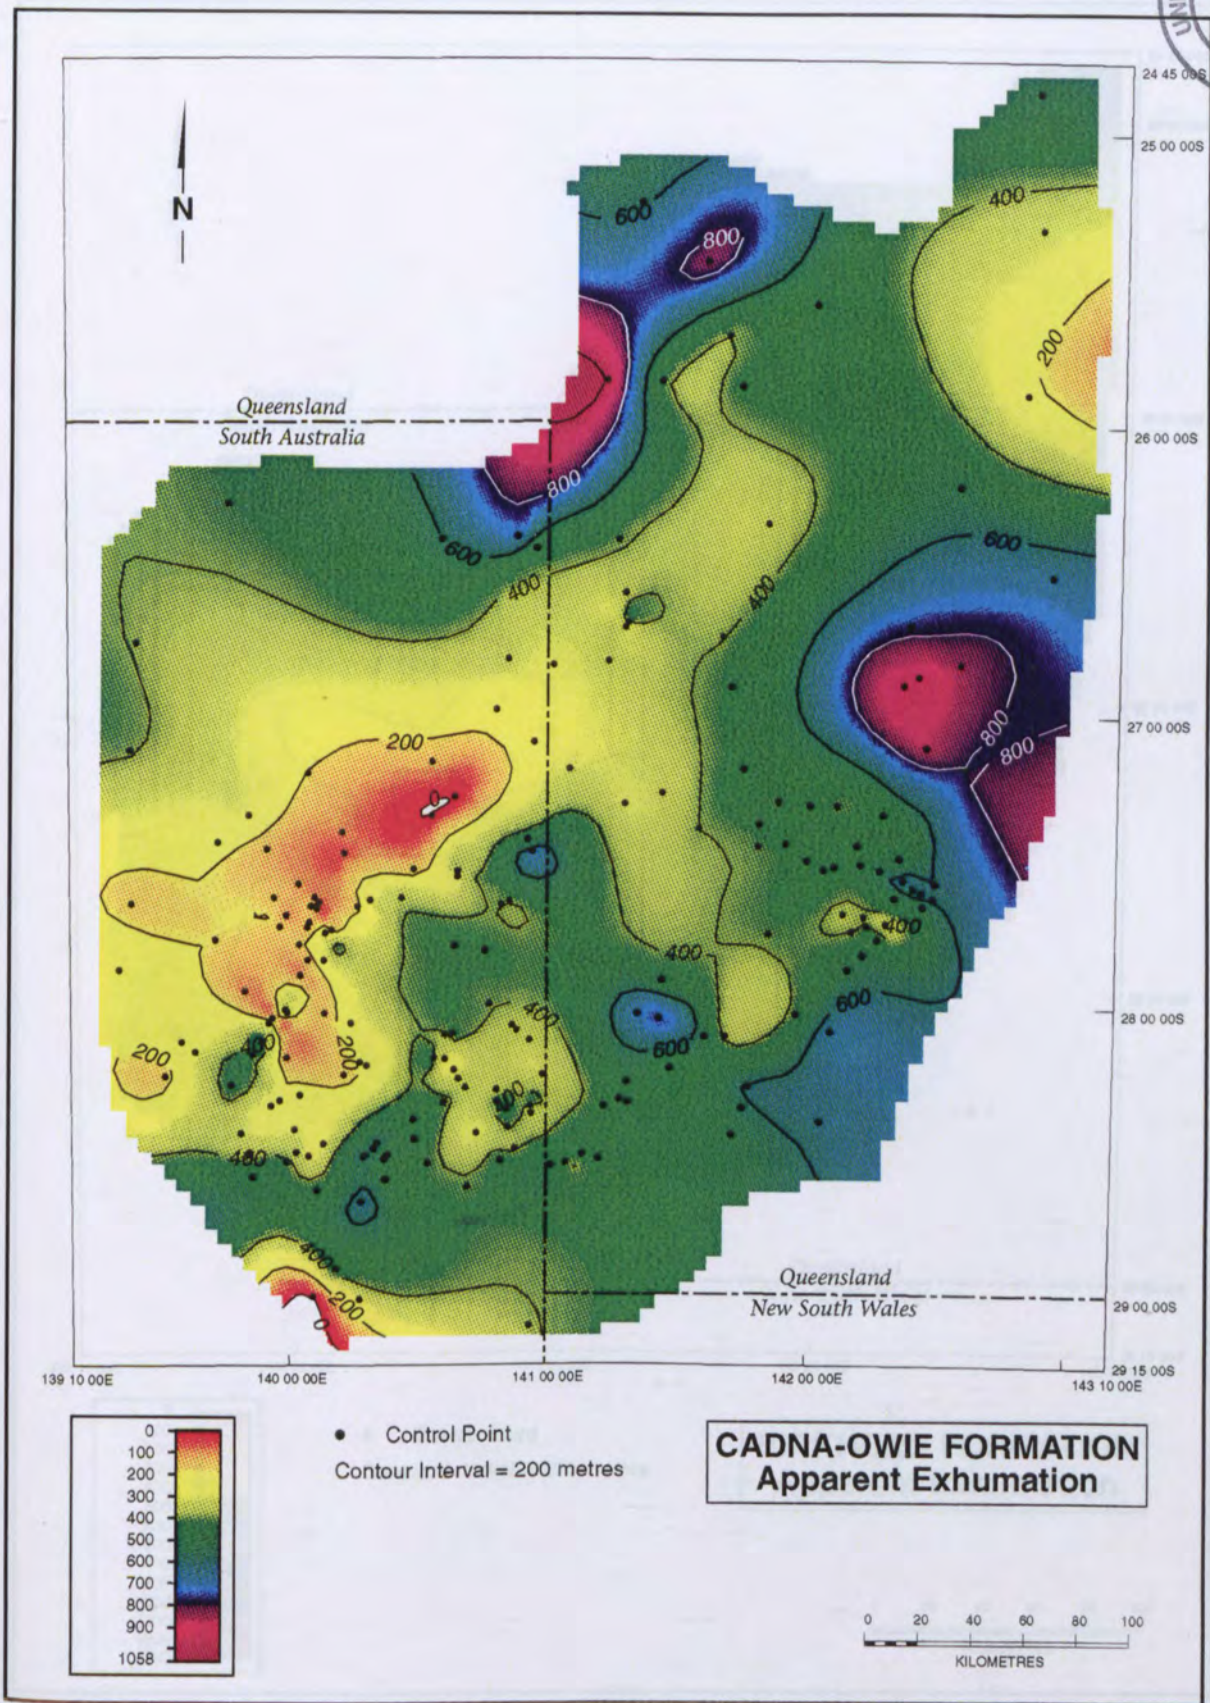 UN
24 45 00S
25 00 00S
N
600
400
800
200
Queensland
South Australia
26 00 00S
800
600
600
400
400
27 00 00S
800
800
200
0
400
400
600
400
28 00 00S
400
200
200
600
400
400
400
200
0
Queensland
New South Wales
29 00 00S
29 15 00S
139 10 00E
140 00 00E
141 00 00E
142 00 00E
143 10 00E
0
100
200
300
400
500
600
700
800
900
1058
Control Point
Contour Interval = 200 metres
CADNA-OWIE FORMATION
Apparent Exhumation
0 20 40 60 80 100
KILOMETRES